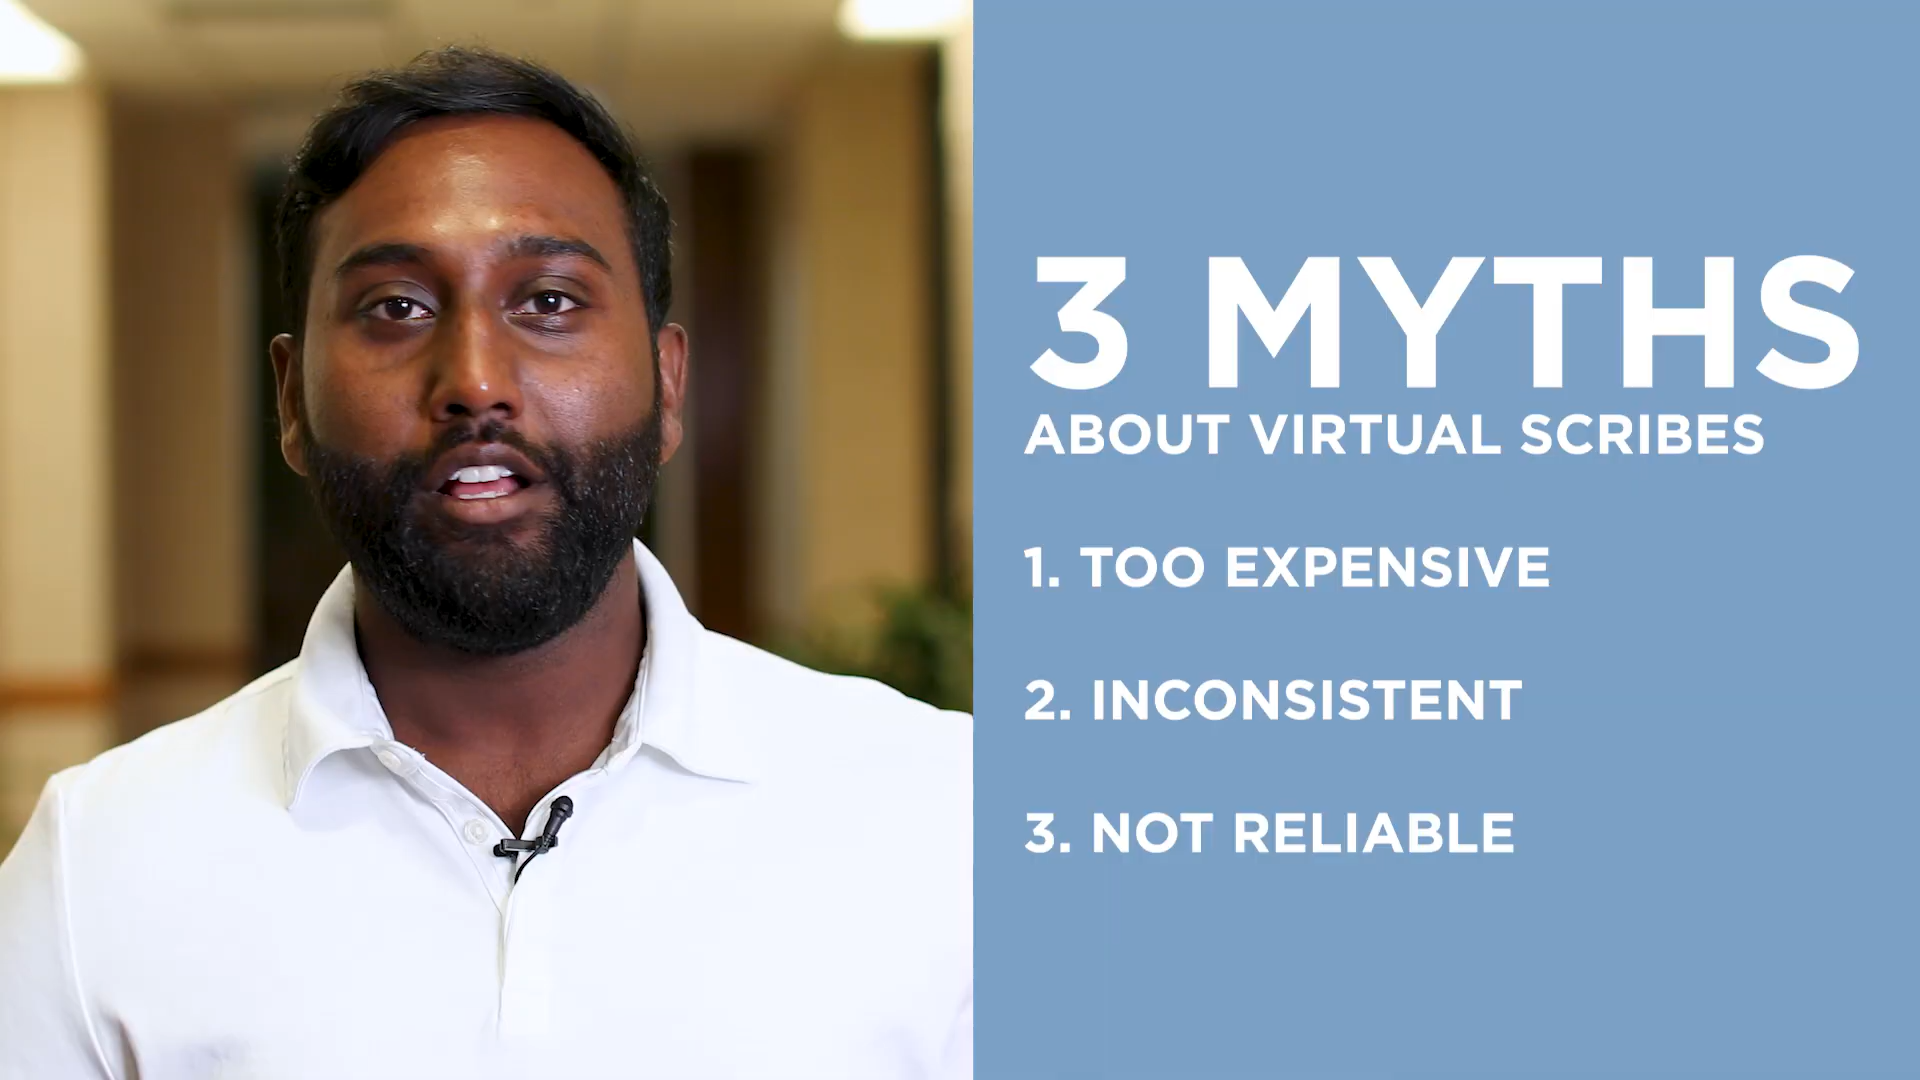 3 MYTHS
ABOUT VIRTUAL SCRIBES
1. TOO EXPENSIVE
2. INCONSISTENT
3. NOT RELIABLE